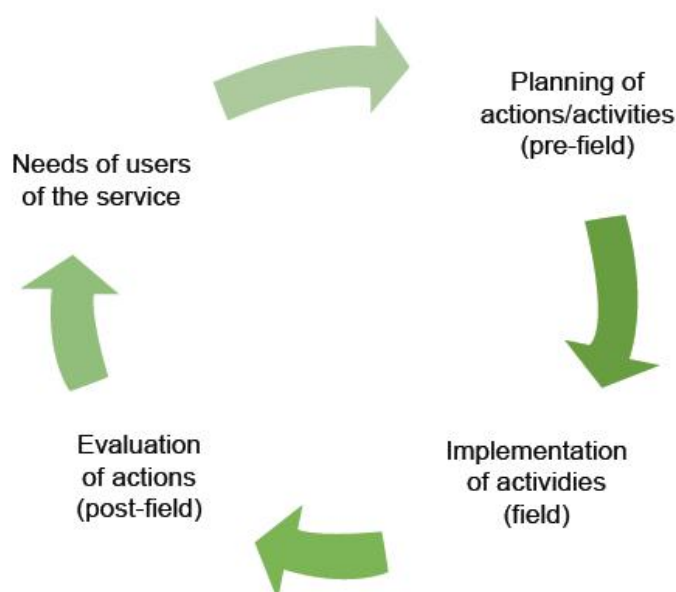 Needs of users
of the service
Planning of
actions/activities
(pre-field)
Implementation
of actividies
(field)
Evaluation
of actions
(post-field)